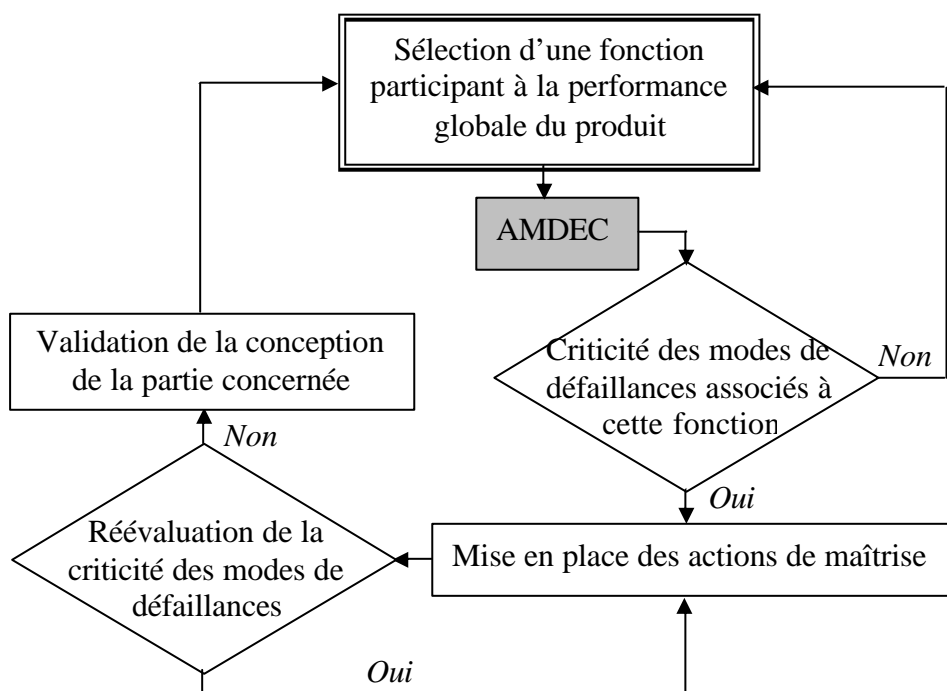 Sélection d’une fonction
participant à la performance
globale du produit
AMDEC
Criticité des modes de
défaillances associés à
cette fonction
Non
Oui
Mise en place des actions de maîtrise
Réévaluation de la
criticité des modes de
défaillances
Oui
Non
Validation de la conception
de la partie concernée